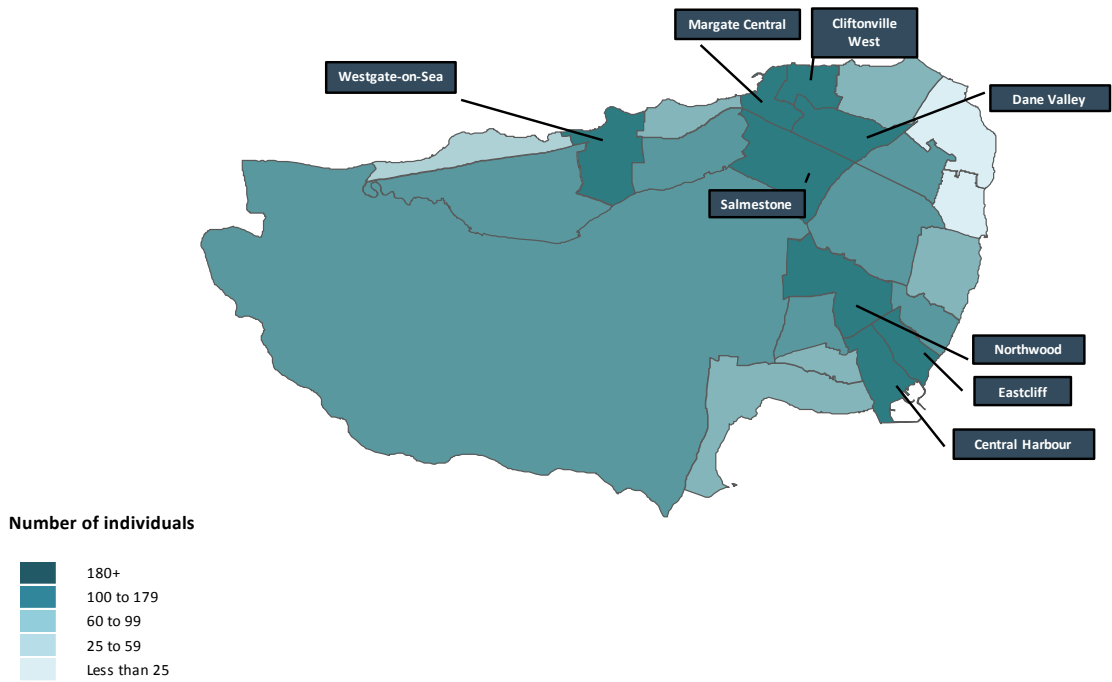 Margate Central
Cliftonville
West
Westgate-on-Sea
Dane Valley
Salmestone
Northwood
Eastcliff
Central Harbour
Number of individuals
180+
100 to 179
60 to 99
25 to 59
Less than 25